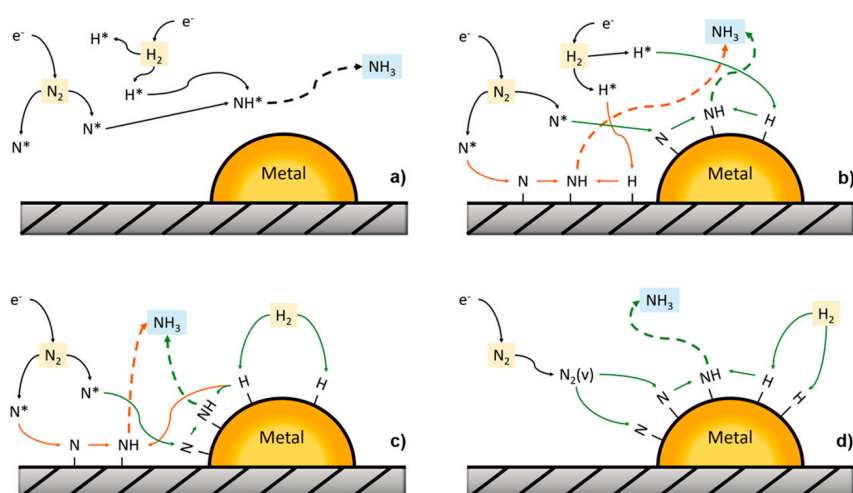 e⁻
H*
H₂
e⁻
N₂
H*
NH*
NH₃
N*
N*
Metal
a)
e⁻
e⁻
NH₃
H₂
H*
N₂
H*
N*
N
NH
H
N*
N
NH
H
Metal
b)
e⁻
NH₃
H₂
N₂
N*
H
H
N*
NH
N
N
NH
Metal
c)
e⁻
NH₃
H₂
N₂
N₂(v)
N
NH
H
H
N
Metal
d)